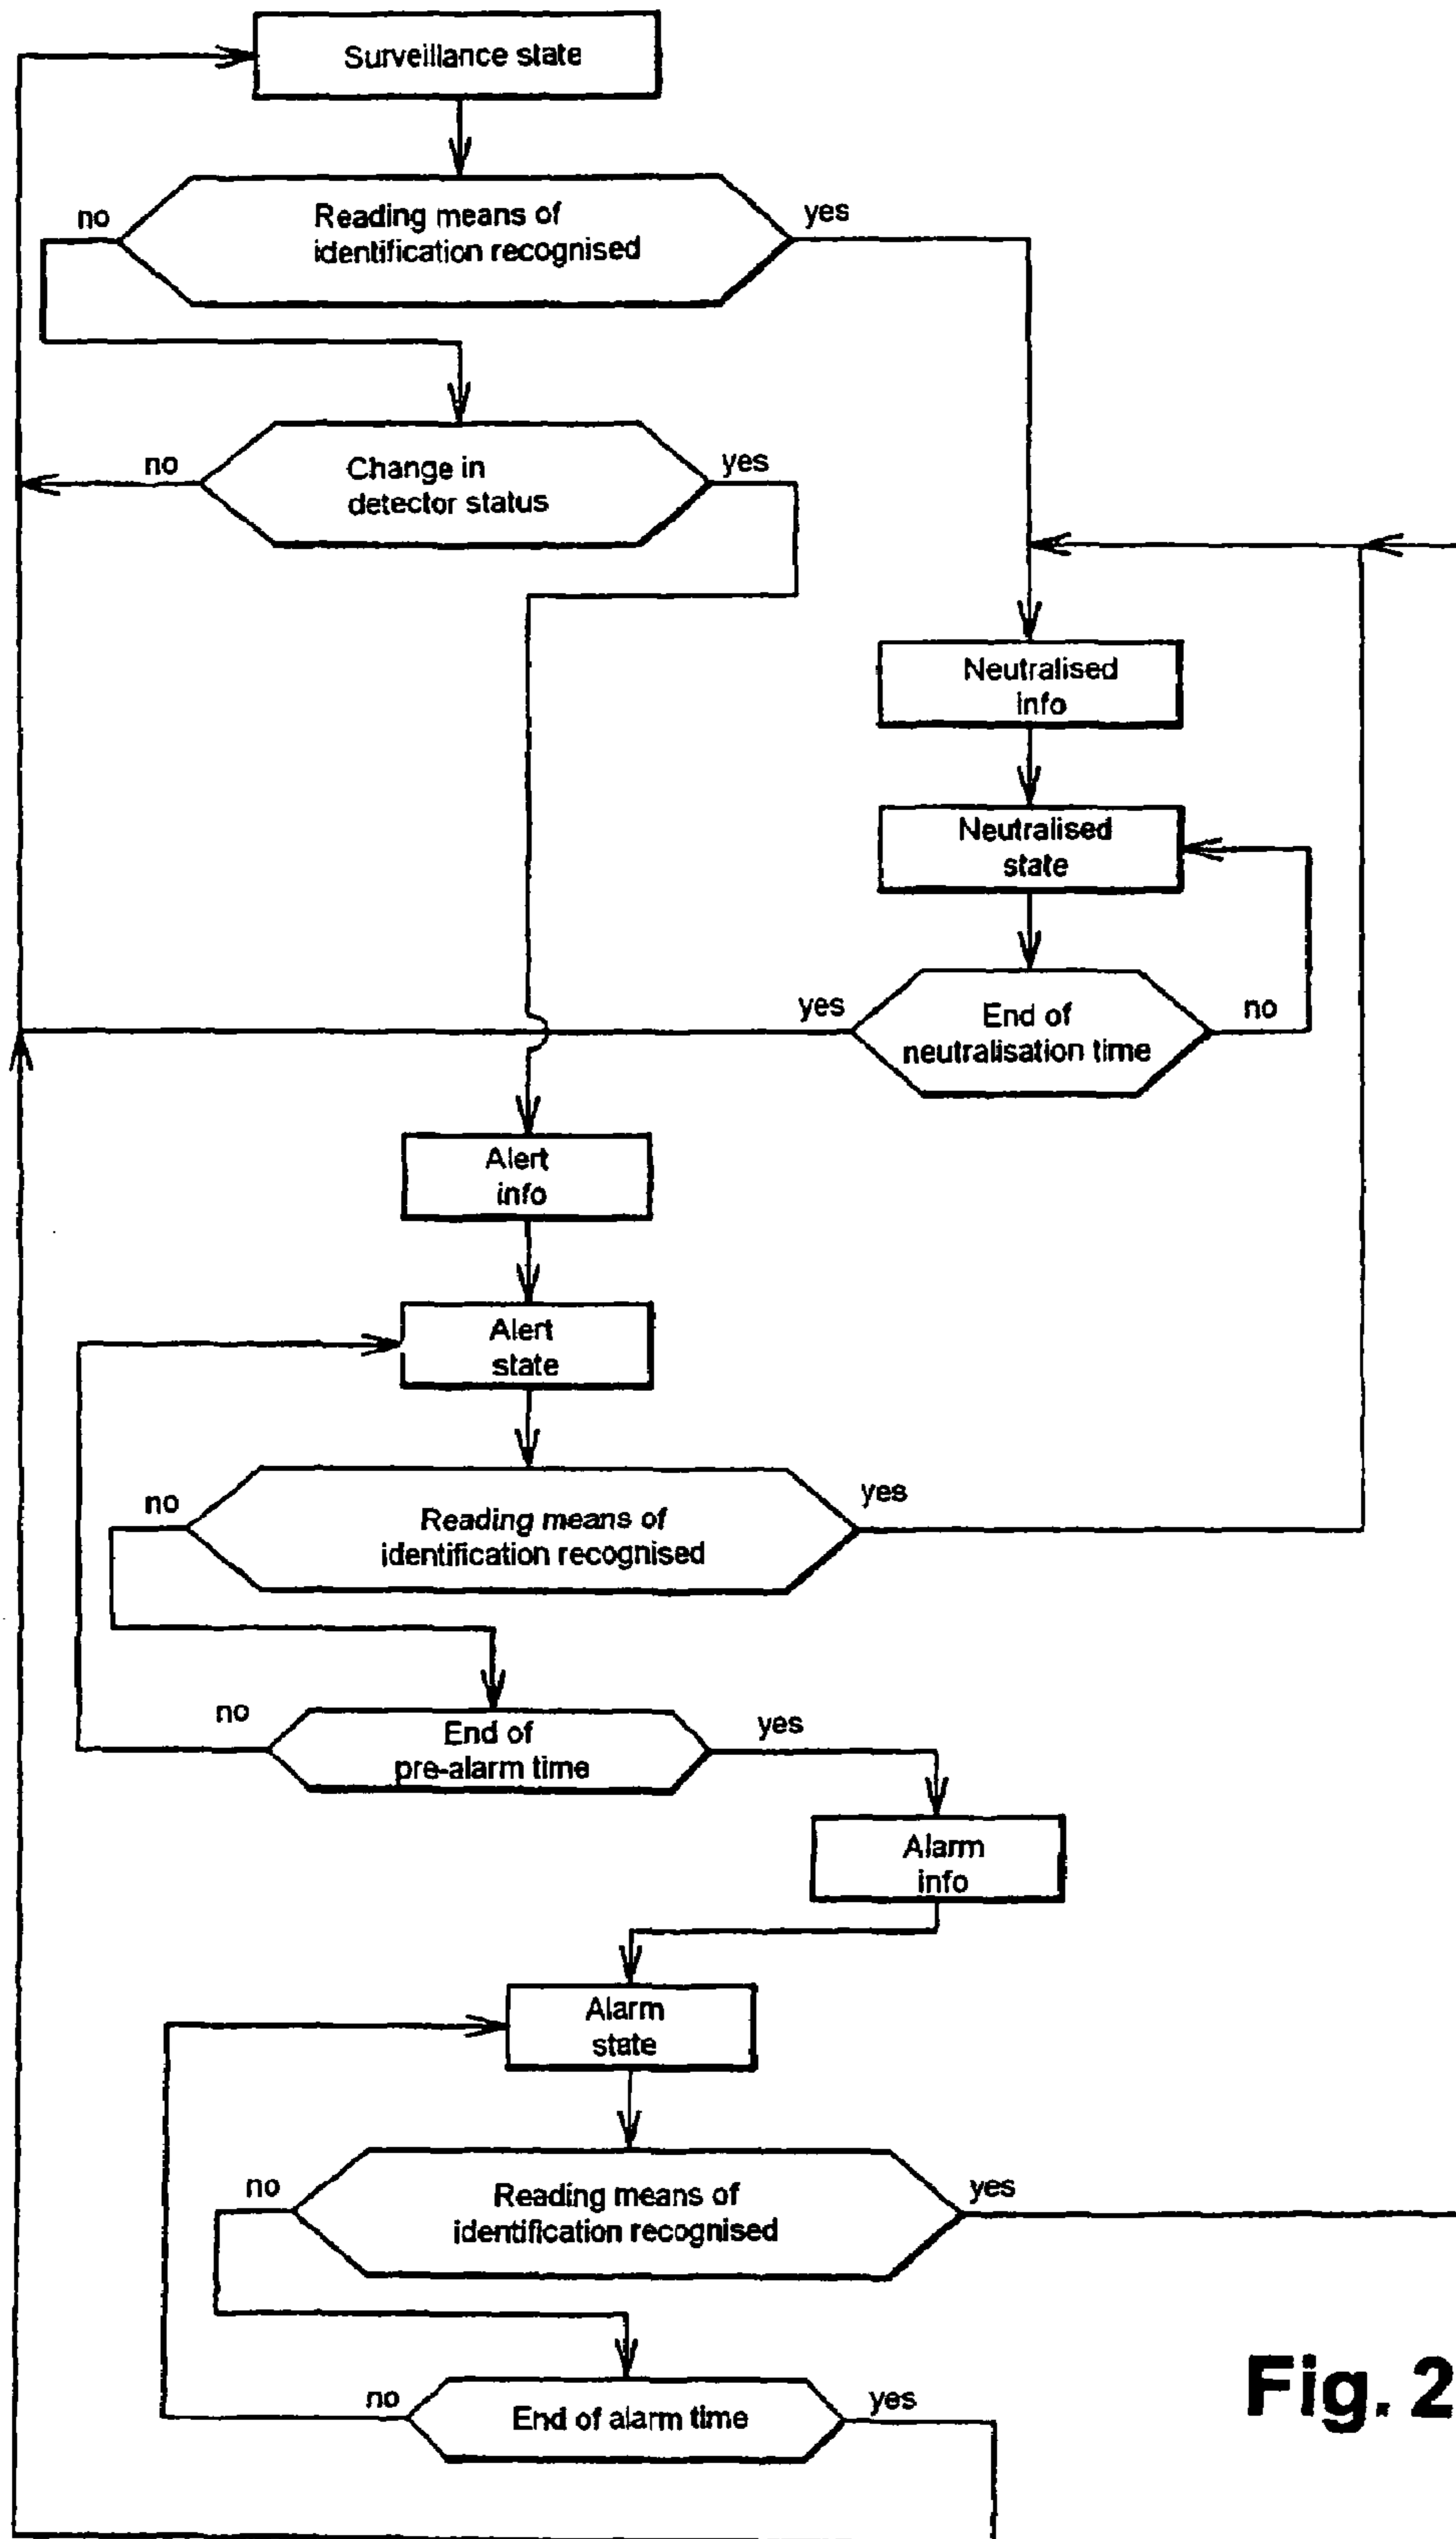 Surveillance state
Reading means of
identification recognised
no
yes
Change in
detector status
no
yes
Neutralised
info
Neutralised
state
End of
neutralisation time
yes
no
Alert
info
Alert
state
Reading means of
identification recognised
no
yes
End of
pre-alarm time
no
yes
Alarm
info
Alarm
state
Reading means of
identification recognised
no
yes
End of alarm time
no
yes
Fig. 2